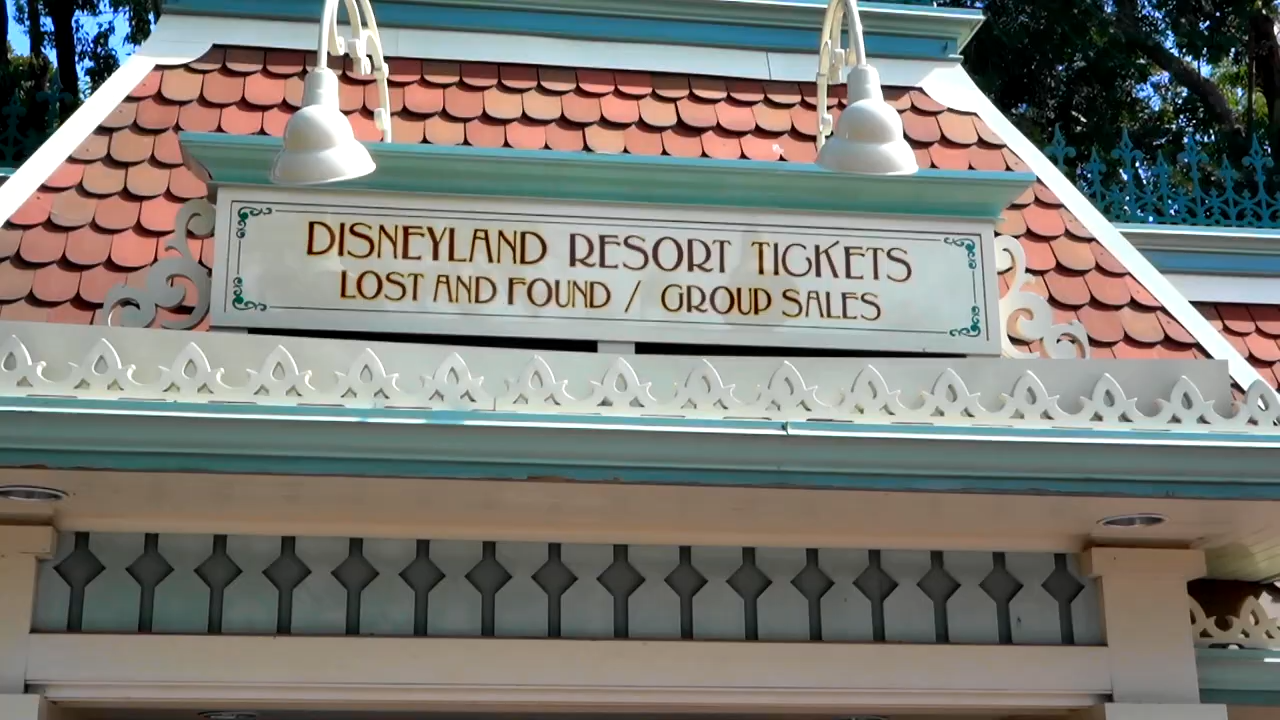 DISNEYLAND RESORT TICKETS
LOST AND FOUND / GROUP SALES